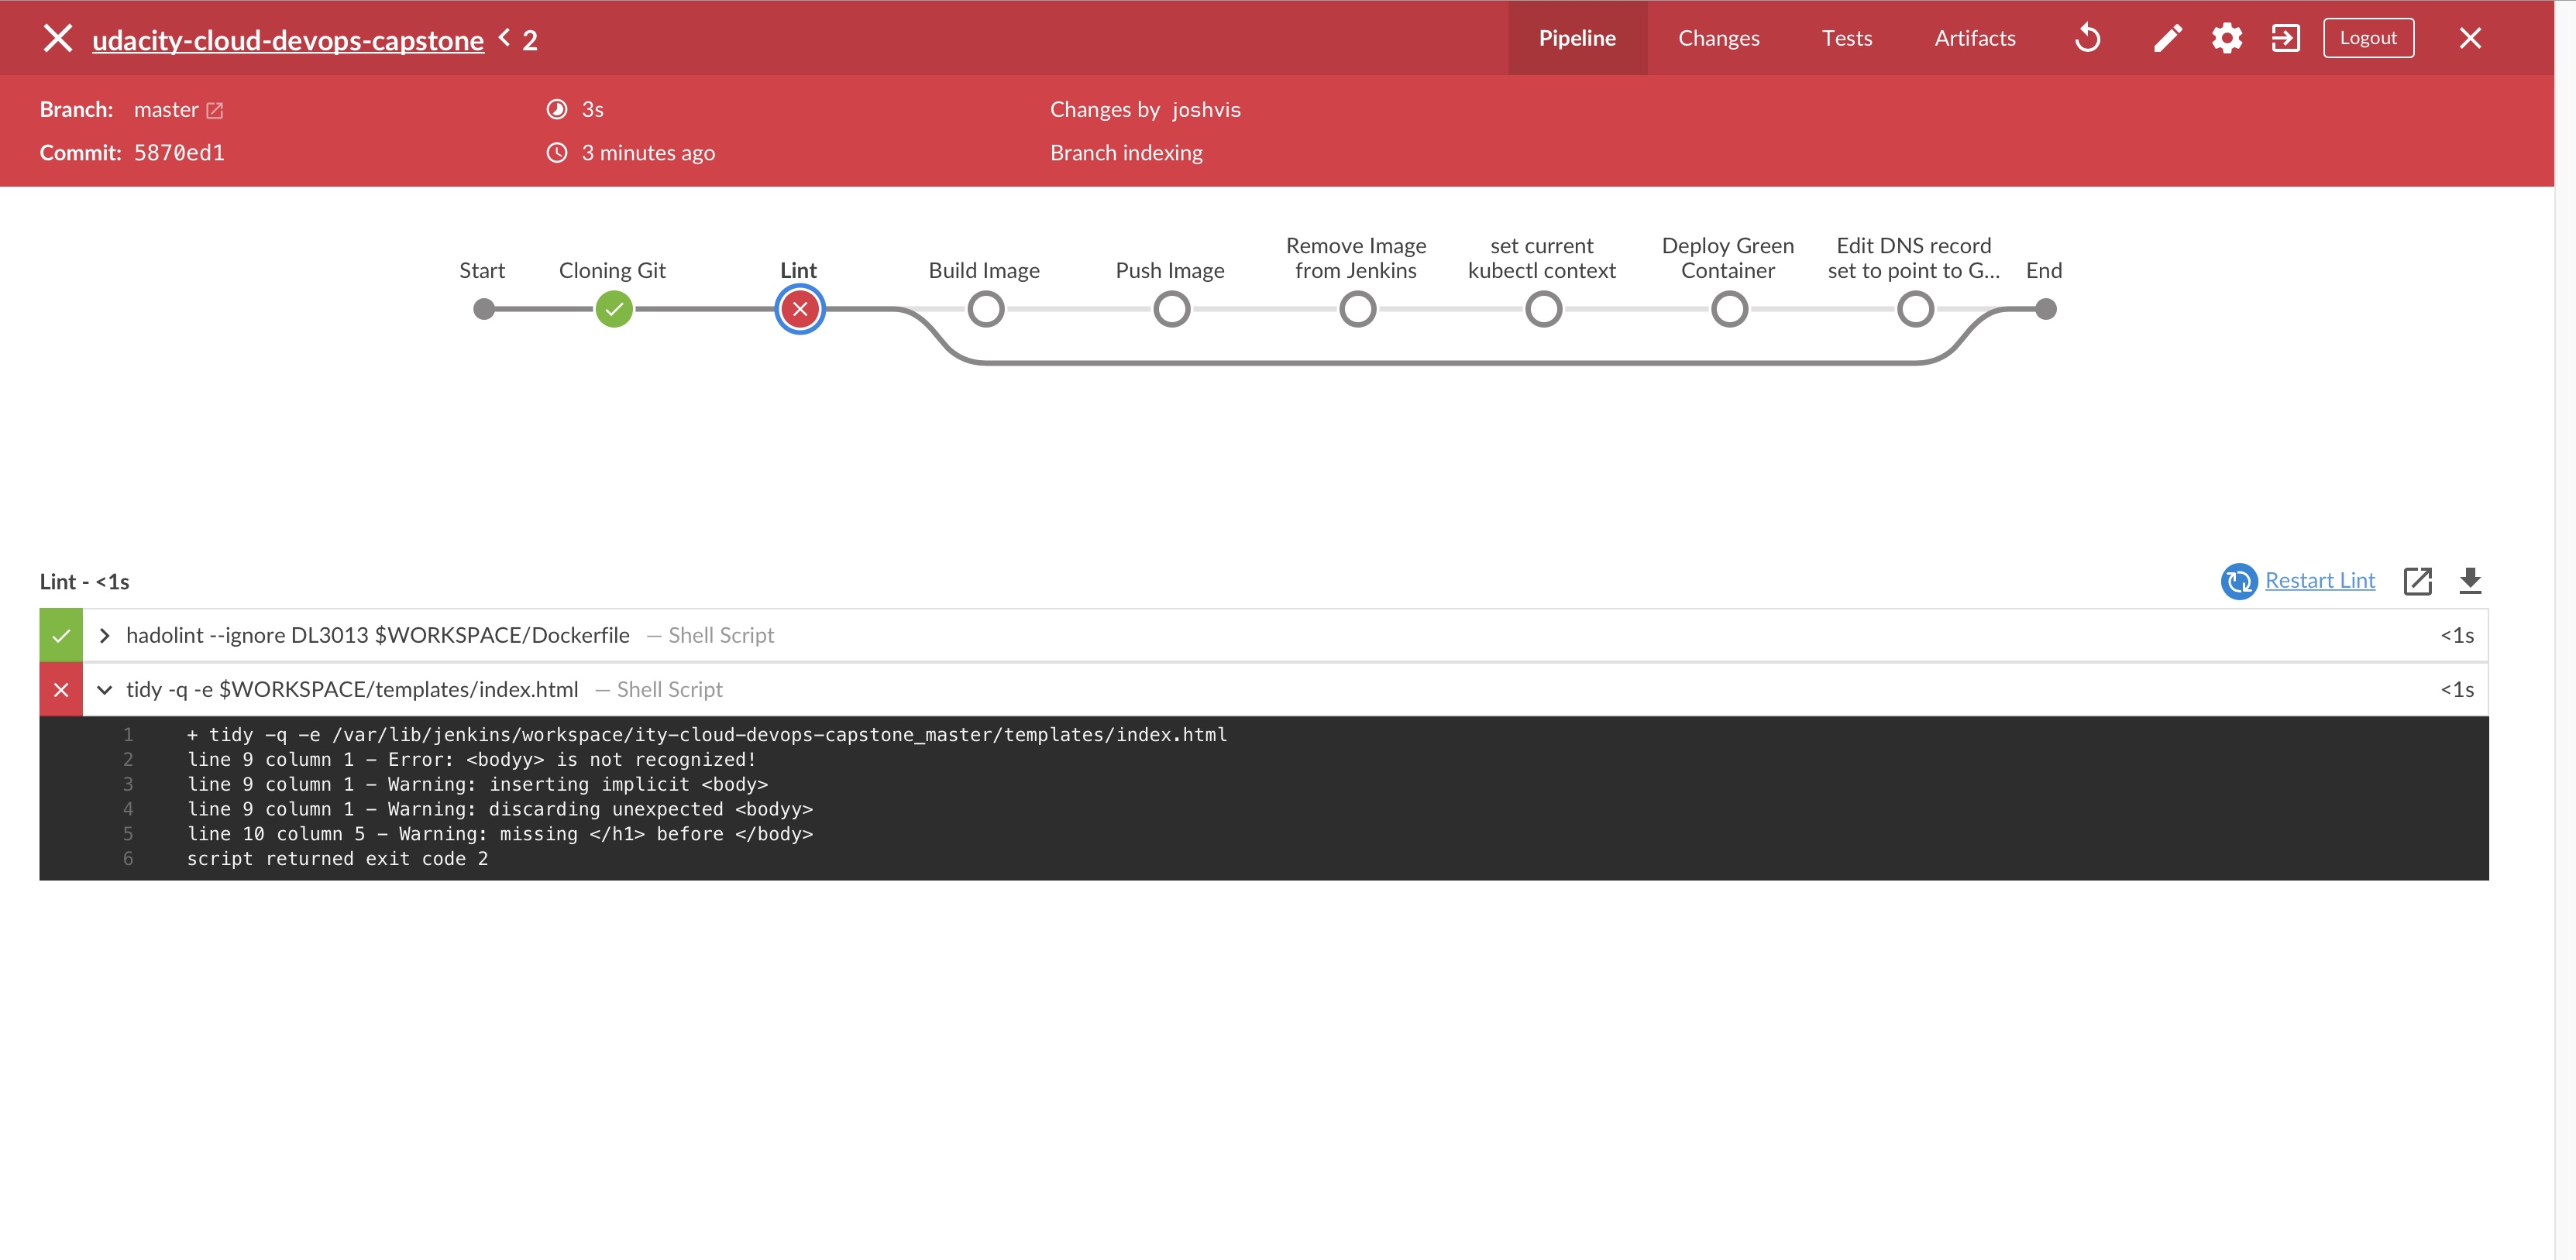 udacity-cloud-devops-capstone < 2
Pipeline
Changes
Tests
Artifacts
Logout
Branch: master
3s
Changes by joshvis
Commit: 5870ed1
3 minutes ago
Branch indexing
Start
Cloning Git
Lint
Build Image
Push Image
Remove Image
from Jenkins
set current
kubectl context
Deploy Green
Container
Edit DNS record
set to point to G...
End
Lint - <1s
Restart Lint
hadolint --ignore DL3013 $WORKSPACE/Dockerfile — Shell Script <1s
tidy -q -e $WORKSPACE/templates/index.html — Shell Script <1s
1 + tidy -q -e /var/lib/jenkins/workspace/ity-cloud-devops-capstone_master/templates/index.html
2 line 9 column 1 - Error: <bodyy> is not recognized!
3 line 9 column 1 - Warning: inserting implicit <body>
4 line 9 column 1 - Warning: discarding unexpected <bodyy>
5 line 10 column 5 - Warning: missing </h1> before </body>
6 script returned exit code 2